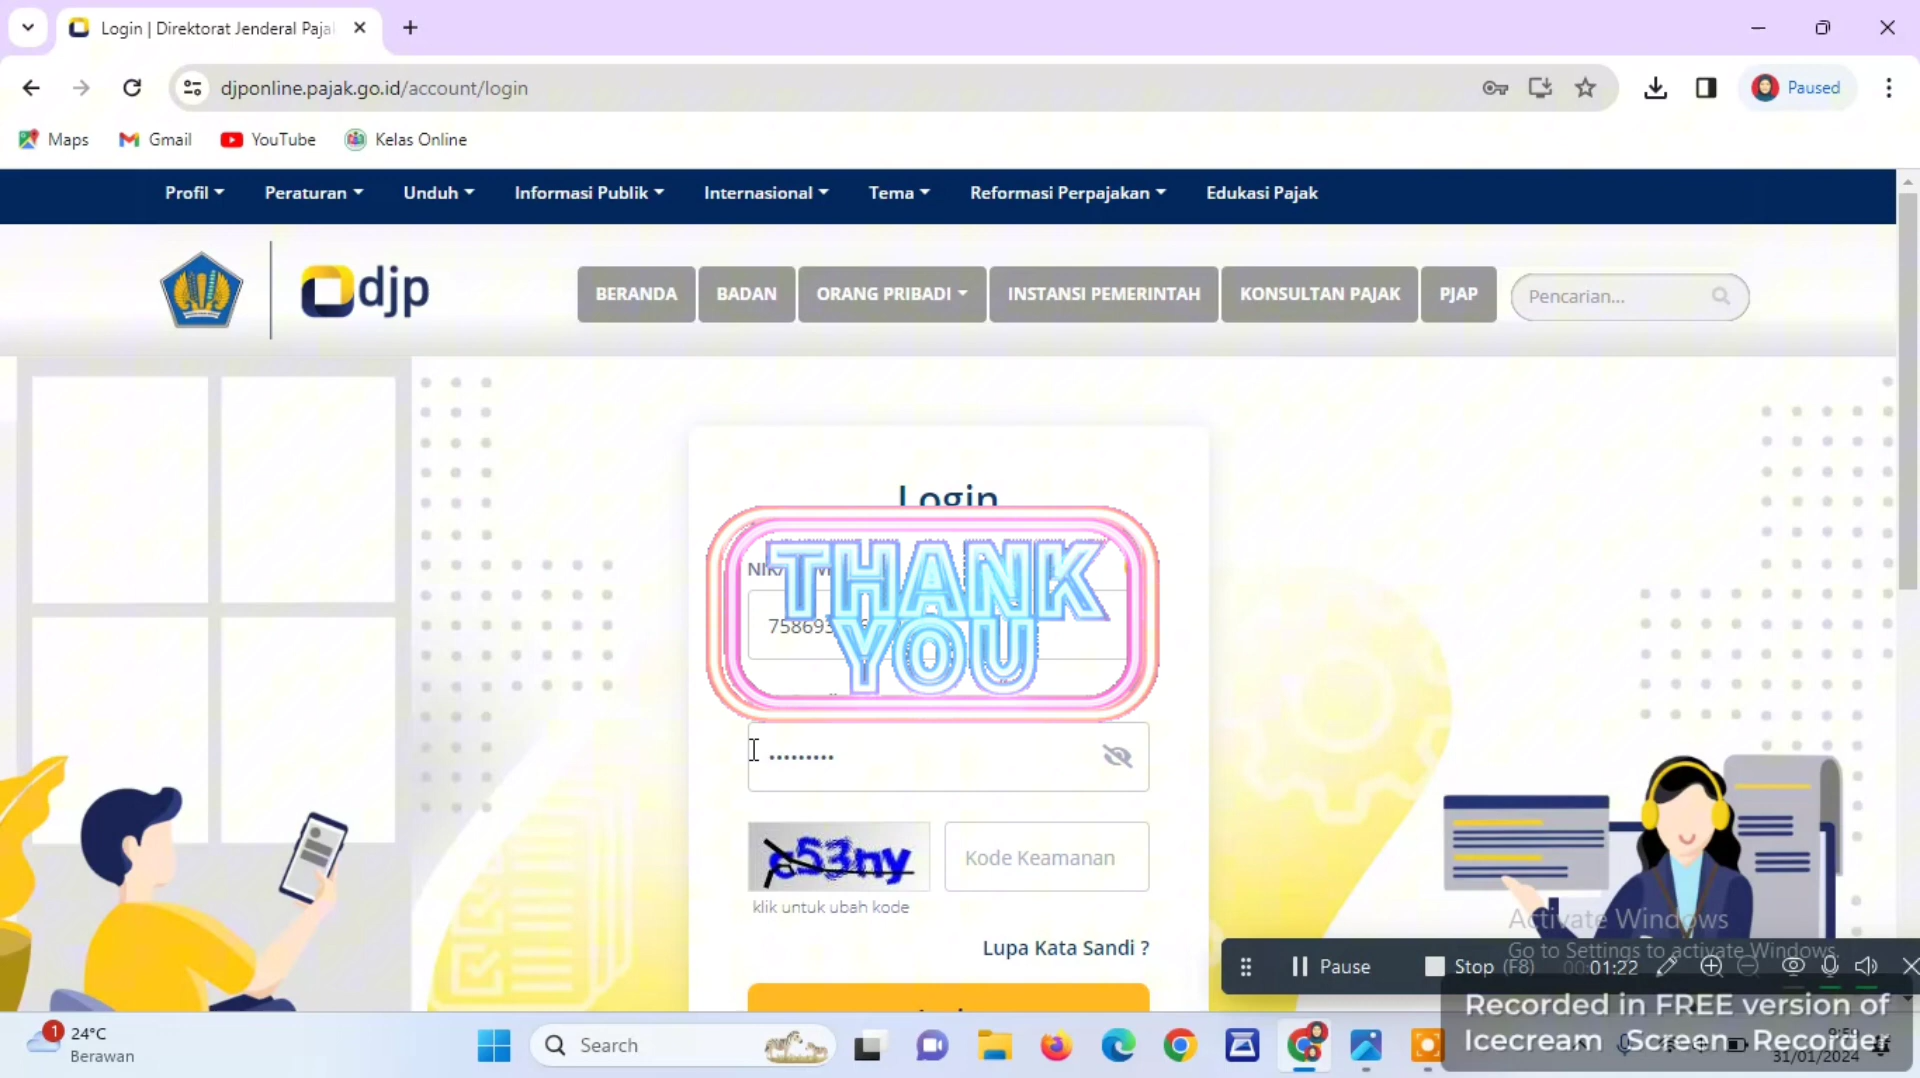 Login | Direktorat Jenderal Paja
djponline.pajak.go.id/account/login
Paused
Maps
Gmail
YouTube
Kelas Online
Profil
Peraturan
Unduh
Informasi Publik
Internasional
Tema
Reformasi Perpajakan
Edukasi Pajak
djp
BERANDA
BADAN
ORANG PRIBADI
INSTANSI PEMERINTAH
KONSULTAN PAJAK
PJAP
Pencarian...
Login
THANK
YOU
c53ny
Kode Keamanan
klik untuk ubah kode
Lupa Kata Sandi ?
Activate Windows
Go to Settings to activate Windows.
Pause
Stop (F8)
00:01:22
Recorded in FREE version of
Icecream Screen Recorder
1
24°C
Berawan
Search
31/01/2024